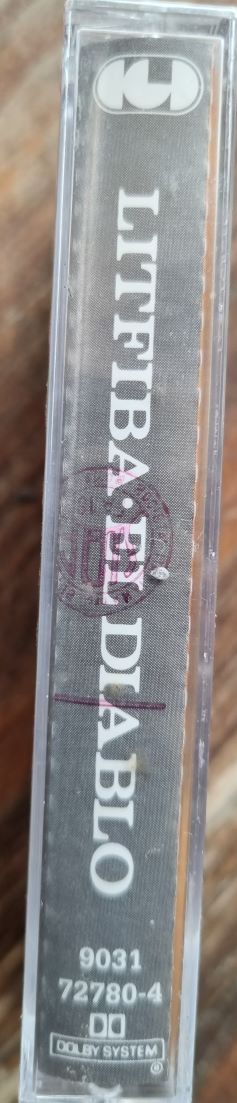 LITFIBA · EL DIABLO
9031
72780-4
DOLBY SYSTEM
®